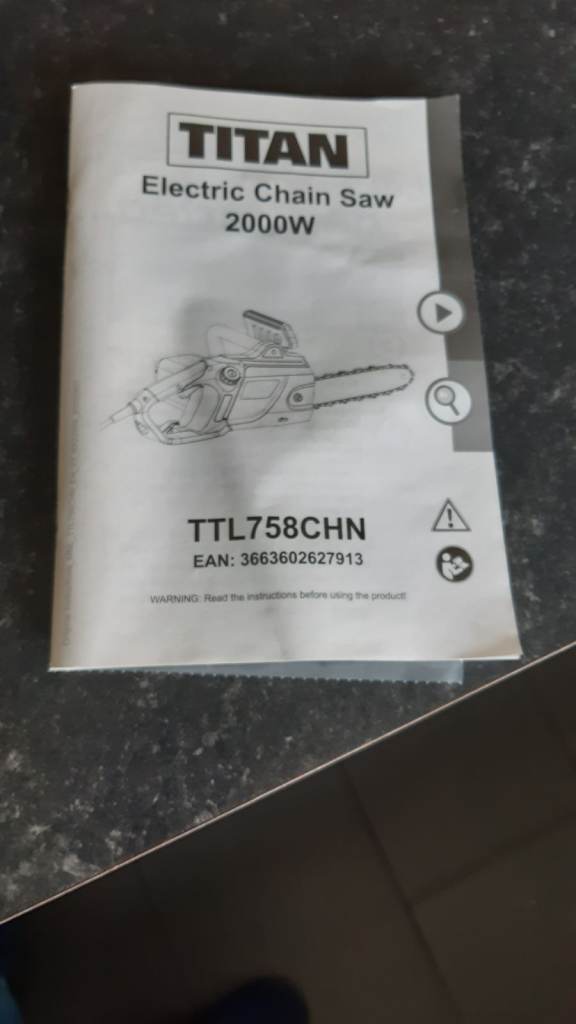 TITAN
Electric Chain Saw
2000W
TTL758CHN
EAN: 3663602627913
WARNING: Read the instructions before using the product!